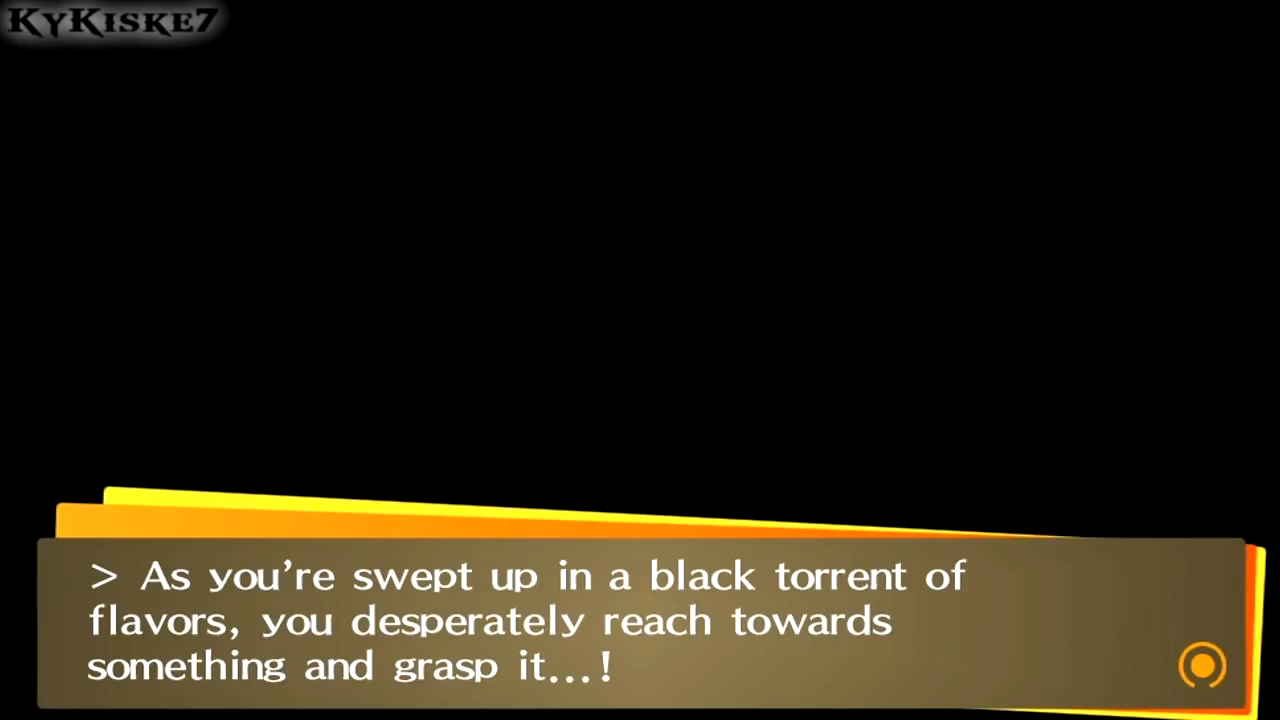 KyKiske7
> As you're swept up in a black torrent of
flavors, you desperately reach towards
something and grasp it...!